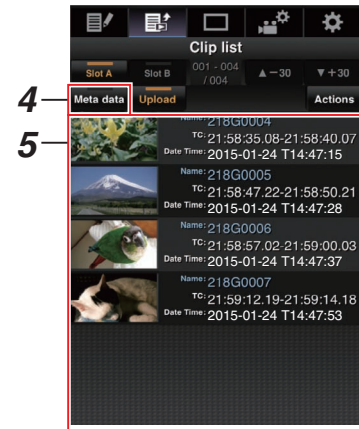 Clip list
Slot A Slot B 001 - 004 / 004 ▲−30 ▼+30
4 Meta data Upload Actions
5
Name: 218G0004
TC: 21:58:35.08-21:58:40.07
Date Time: 2015-01-24 T14:47:15
Name: 218G0005
TC: 21:58:47.22-21:58:50.21
Date Time: 2015-01-24 T14:47:28
Name: 218G0006
TC: 21:58:57.02-21:59:00.03
Date Time: 2015-01-24 T14:47:37
Name: 218G0007
TC: 21:59:12.19-21:59:14.18
Date Time: 2015-01-24 T14:47:53